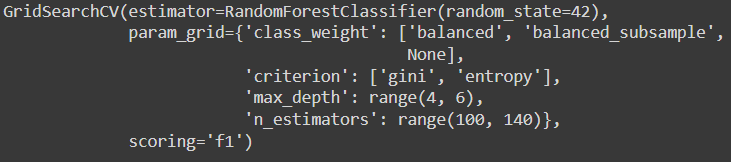 GridSearchCV(estimator=RandomForestClassifier(random_state=42),
             param_grid={'class_weight': ['balanced', 'balanced_subsample',
                                          None],
                         'criterion': ['gini', 'entropy'],
                         'max_depth': range(4, 6),
                         'n_estimators': range(100, 140)},
             scoring='f1')